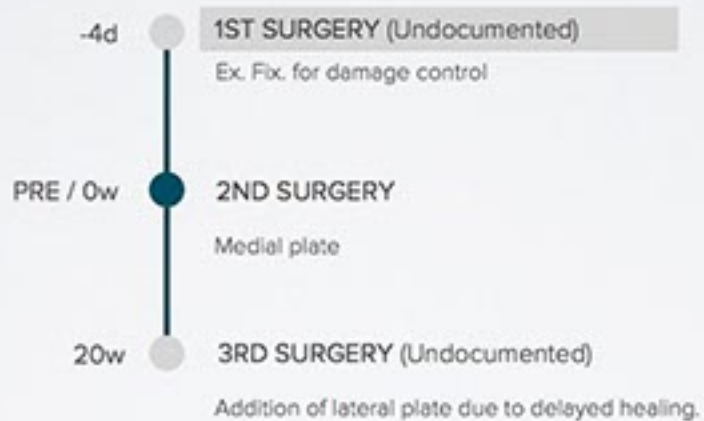 -4d 1ST SURGERY (Undocumented)
Ex. Fix. for damage control
PRE / 0w 2ND SURGERY
Medial plate
20w 3RD SURGERY (Undocumented)
Addition of lateral plate due to delayed healing.